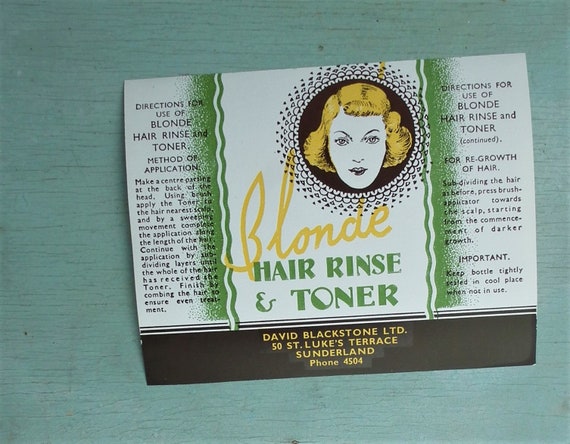 DIRECTIONS FOR
USE OF
BLONDE
HAIR RINSE and
TONER
METHOD OF
APPLICATION.
Make a centre parting
at the back of the
head. Using brush
apply the Toner to
the hair nearest scalp
and by a sweeping
movement complete
the application along
the length of the hair.
Continue with the
application by sub-
dividing layers until
the whole of the hair
has received the
Toner. Finish by
combing the hair to
ensure even treat-
ment.
Blonde
HAIR RINSE
& TONER
DAVID BLACKSTONE LTD.
50 ST. LUKE'S TERRACE
SUNDERLAND
Phone 4504
DIRECTIONS FOR
USE OF
BLONDE
HAIR RINSE and
TONER
(continued).
FOR RE-GROWTH
OF HAIR.
Sub-dividing the hair
as before, press brush-
applicator towards
the scalp, starting
from the commence-
ment of darker
growth.
IMPORTANT.
Keep bottle tightly
sealed in cool place
when not in use.